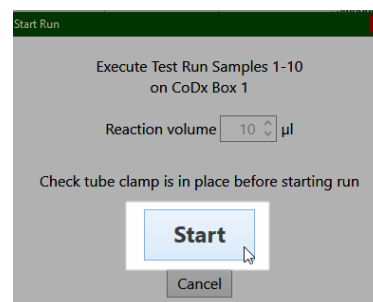 Start Run
Execute Test Run Samples 1-10
on CoDx Box 1
Reaction volume 10 µl
Check tube clamp is in place before starting run
Start
Cancel